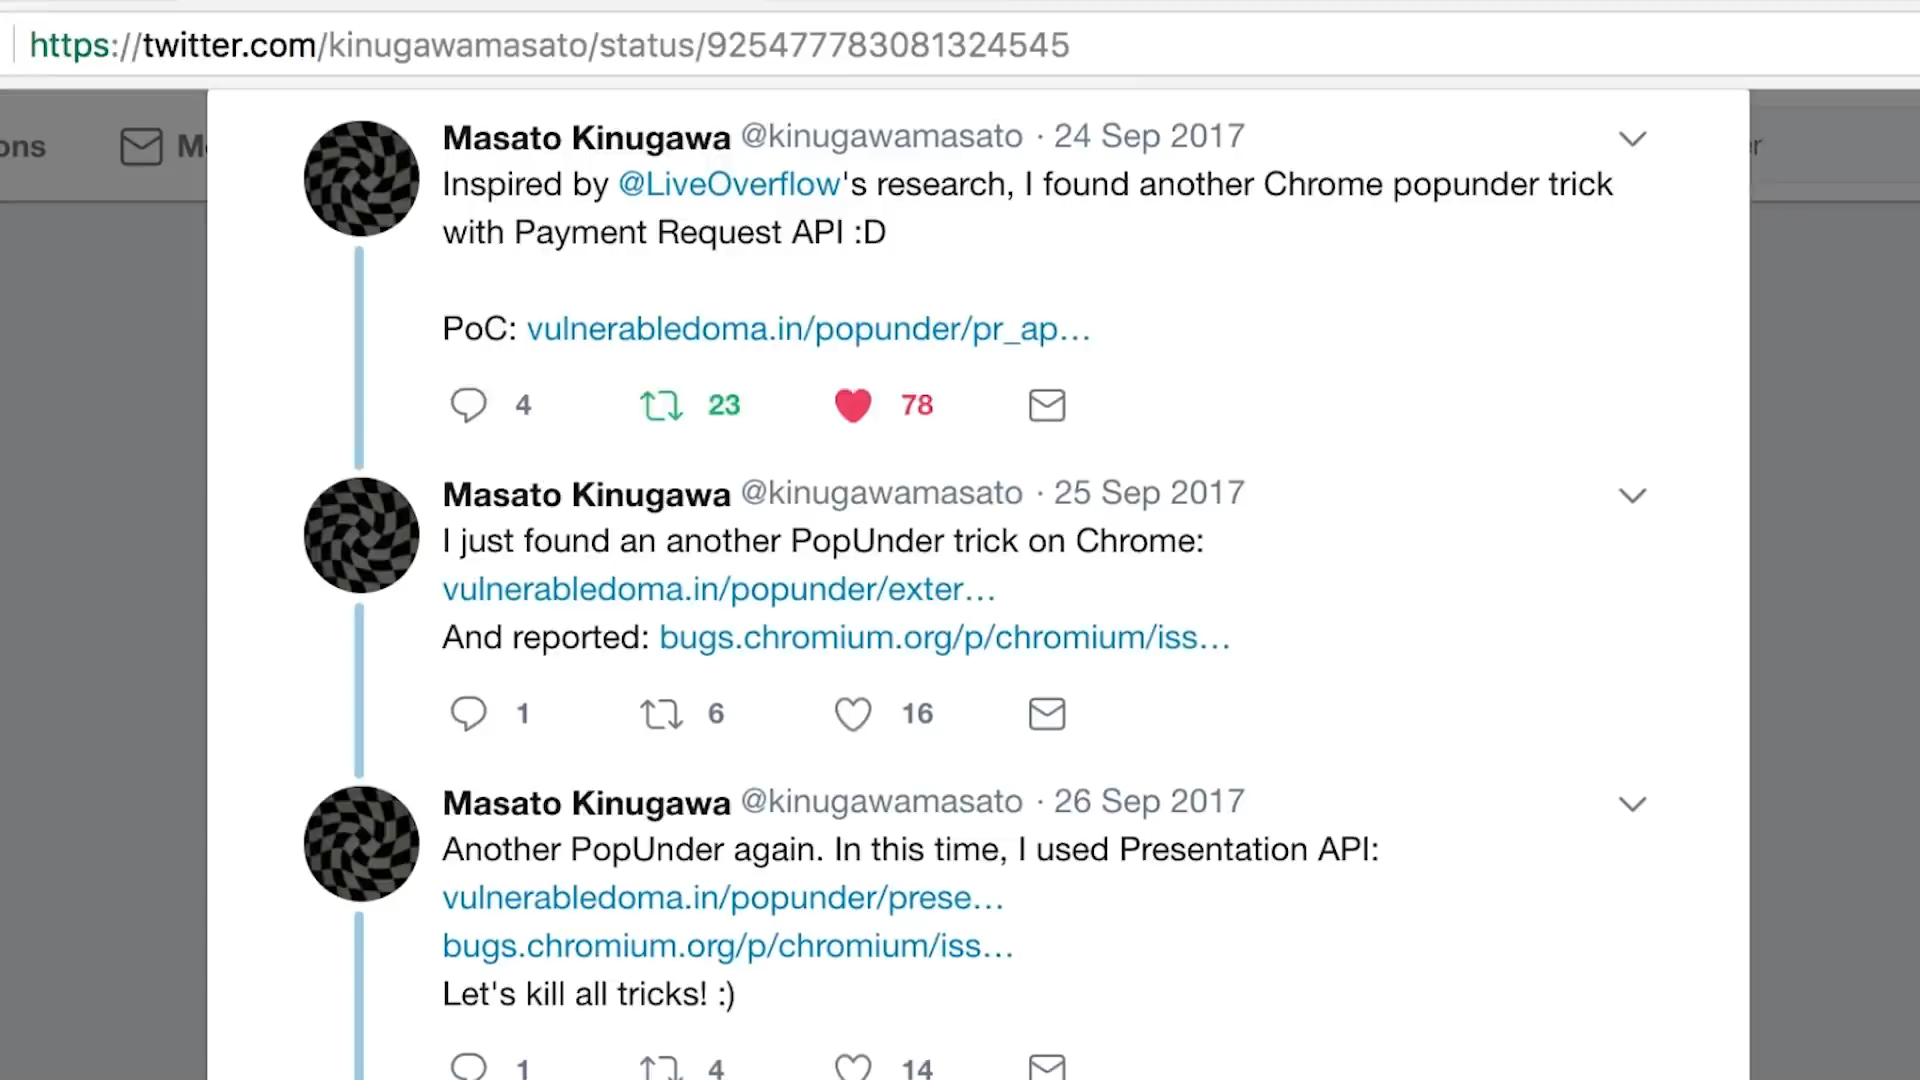 https://twitter.com/kinugawamasato/status/925477783081324545
ons
Masato Kinugawa @kinugawamasato · 24 Sep 2017
Inspired by @LiveOverflow's research, I found another Chrome popunder trick
with Payment Request API :D
PoC: vulnerabledoma.in/popunder/pr_ap…
4 23 78
Masato Kinugawa @kinugawamasato · 25 Sep 2017
I just found an another PopUnder trick on Chrome:
vulnerabledoma.in/popunder/exter…
And reported: bugs.chromium.org/p/chromium/iss…
1 6 16
Masato Kinugawa @kinugawamasato · 26 Sep 2017
Another PopUnder again. In this time, I used Presentation API:
vulnerabledoma.in/popunder/prese…
bugs.chromium.org/p/chromium/iss…
Let's kill all tricks! :)
1 4 14